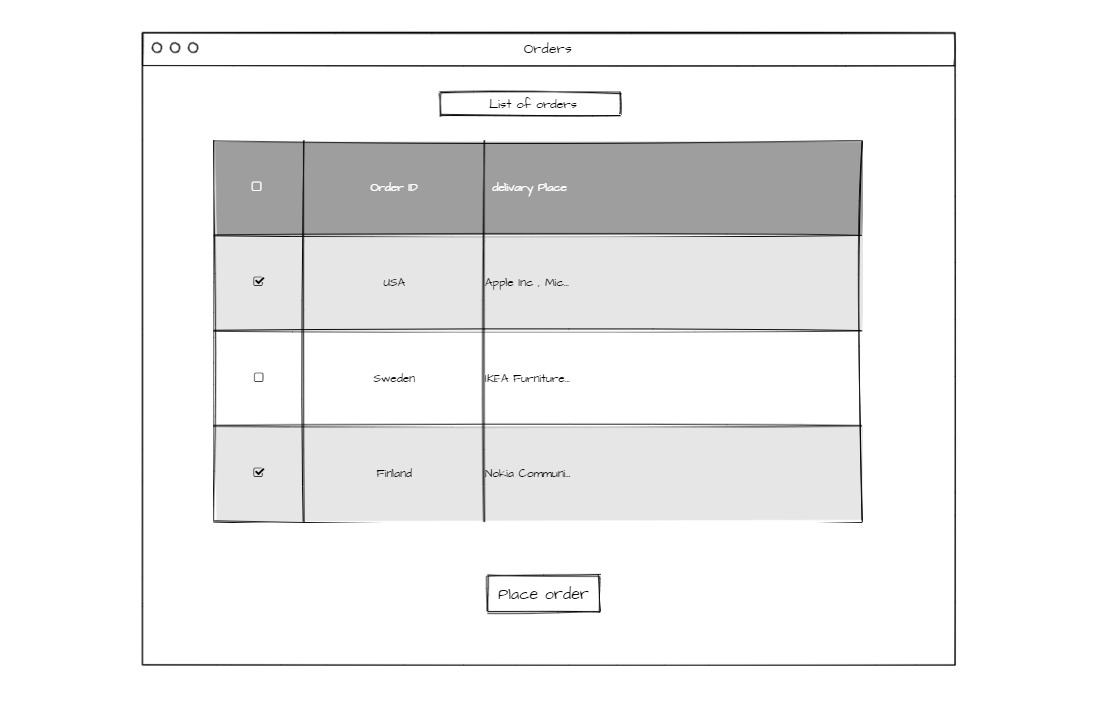 Orders
List of orders
Order ID delivary Place
USA Apple Inc , Mic...
Sweden IKEA Furniture...
Finland Nokia Communi...
Place order